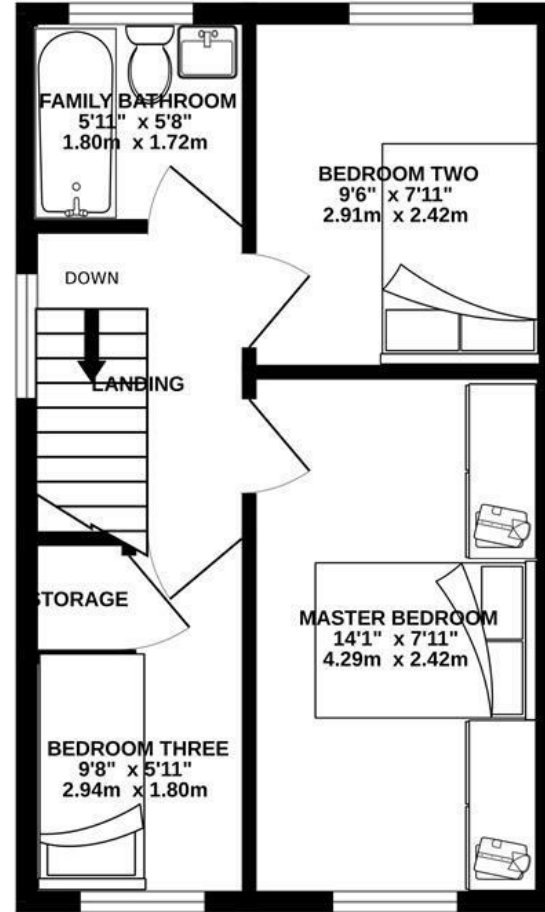 FAMILY BATHROOM
5'11" x 5'8"
1.80m x 1.72m
BEDROOM TWO
9'6" x 7'11"
2.91m x 2.42m
DOWN
LANDING
STORAGE
MASTER BEDROOM
14'1" x 7'11"
4.29m x 2.42m
BEDROOM THREE
9'8" x 5'11"
2.94m x 1.80m